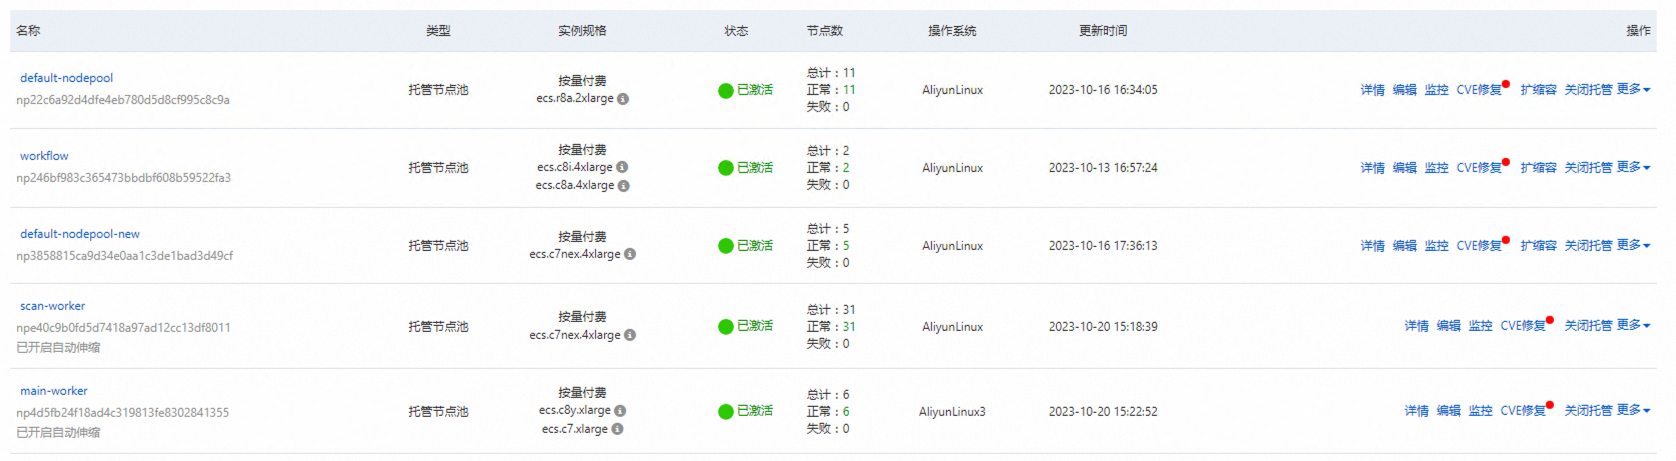 名称 类型 实例规格 状态 节点数 操作系统 更新时间 操作
default-nodepool
np22c6a92d4dfe4eb780d5d8cf995c8c9a
托管节点池
按量付费
ecs.r8a.2xlarge
已激活
总计：11
正常：11
失败：0
AliyunLinux
2023-10-16 16:34:05
详情 编辑 监控 CVE修复 扩缩容 关闭托管 更多
workflow
np246bf983c365473bbdbf608b59522fa3
托管节点池
按量付费
ecs.c8i.4xlarge
ecs.c8a.4xlarge
已激活
总计：2
正常：2
失败：0
AliyunLinux
2023-10-13 16:57:24
详情 编辑 监控 CVE修复 扩缩容 关闭托管 更多
default-nodepool-new
np3858815ca9d34e0aa1c3de1bad3d49cf
托管节点池
按量付费
ecs.c7nex.4xlarge
已激活
总计：5
正常：5
失败：0
AliyunLinux
2023-10-16 17:36:13
详情 编辑 监控 CVE修复 扩缩容 关闭托管 更多
scan-worker
npe40c9b0fd5d7418a97ad12cc13df8011
已开启自动伸缩
托管节点池
按量付费
ecs.c7nex.4xlarge
已激活
总计：31
正常：31
失败：0
AliyunLinux
2023-10-20 15:18:39
详情 编辑 监控 CVE修复 关闭托管 更多
main-worker
np4d5fb24f18ad4c319813fe8302841355
已开启自动伸缩
托管节点池
按量付费
ecs.c8y.xlarge
ecs.c7.xlarge
已激活
总计：6
正常：6
失败：0
AliyunLinux3
2023-10-20 15:22:52
详情 编辑 监控 CVE修复 关闭托管 更多